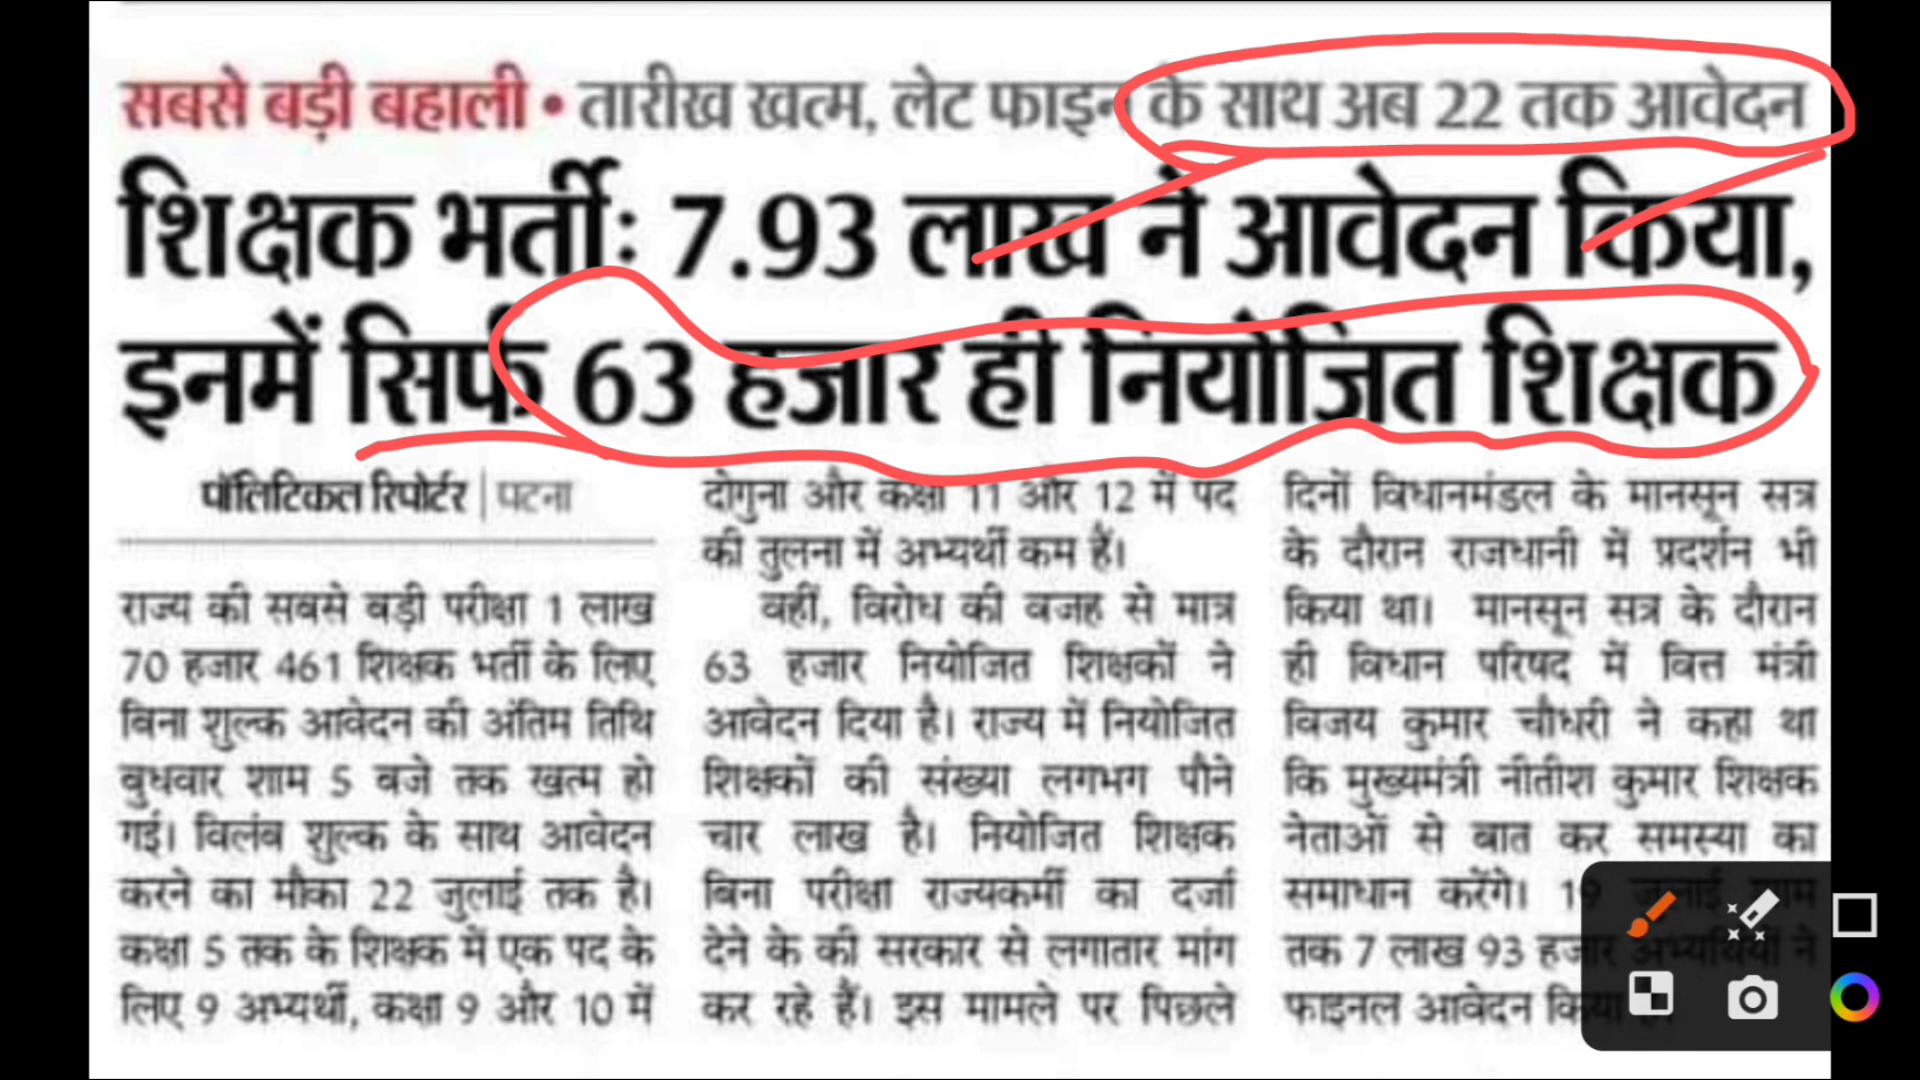 सबसे बड़ी बहाली • तारीख खत्म, लेट फाइन के साथ अब 22 तक आवेदन
शिक्षक भर्ती: 7.93 लाख ने आवेदन किया,
इनमें सिर्फ 63 हजार ही नियोजित शिक्षक
पॉलिटिकल रिपोर्टर | पटना
राज्य की सबसे बड़ी परीक्षा 1 लाख
70 हजार 461 शिक्षक भर्ती के लिए
बिना शुल्क आवेदन की अंतिम तिथि
बुधवार शाम 5 बजे तक खत्म हो
गई। विलंब शुल्क के साथ आवेदन
करने का मौका 22 जुलाई तक है।
कक्षा 5 तक के शिक्षक में एक पद के
लिए 9 अभ्यर्थी, कक्षा 9 और 10 में
दोगुना और कक्षा 11 और 12 में पद
की तुलना में अभ्यर्थी कम हैं।
वहीं, विरोध की वजह से मात्र
63 हजार नियोजित शिक्षकों ने
आवेदन दिया है। राज्य में नियोजित
शिक्षकों की संख्या लगभग पौने
चार लाख है। नियोजित शिक्षक
बिना परीक्षा राज्यकर्मी का दर्जा
देने के की सरकार से लगातार मांग
कर रहे हैं। इस मामले पर पिछले
दिनों विधानमंडल के मानसून सत्र
के दौरान राजधानी में प्रदर्शन भी
किया था। मानसून सत्र के दौरान
ही विधान परिषद में वित्त मंत्री
विजय कुमार चौधरी ने कहा था
कि मुख्यमंत्री नीतीश कुमार शिक्षक
नेताओं से बात कर समस्या का
समाधान करेंगे। 19 जुलाई शाम
तक 7 लाख 93 हजार अभ्यर्थियों ने
फाइनल आवेदन किया है।